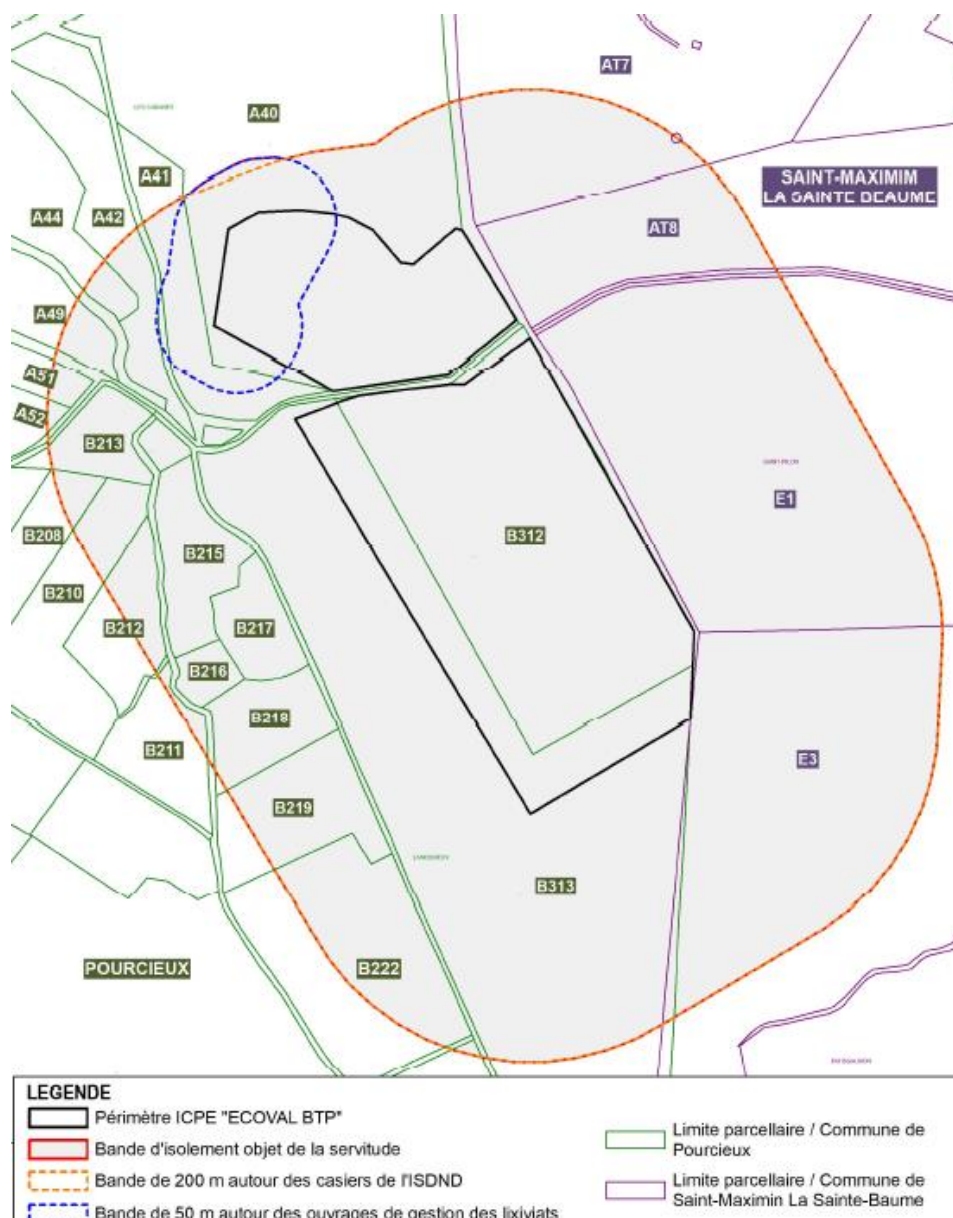 AT7
A40
A41
SAINT-MAXIMIM
LA SAINTE BEAUME
A44
A42
AT8
A49
A51
A52
B213
E1
B208
B312
B215
B210
B212
B217
B216
B218
B211
E3
B219
B313
POURCIEUX
B222
LEGENDE
Périmètre ICPE "ECOVAL BTP"
Bande d'isolement objet de la servitude
Bande de 200 m autour des casiers de l'ISDND
Bande de 50 m autour des ouvrages de gestion des lixiviats
Limite parcellaire / Commune de
Pourcieux
Limite parcellaire / Commune de
Saint-Maximin La Sainte-Baume